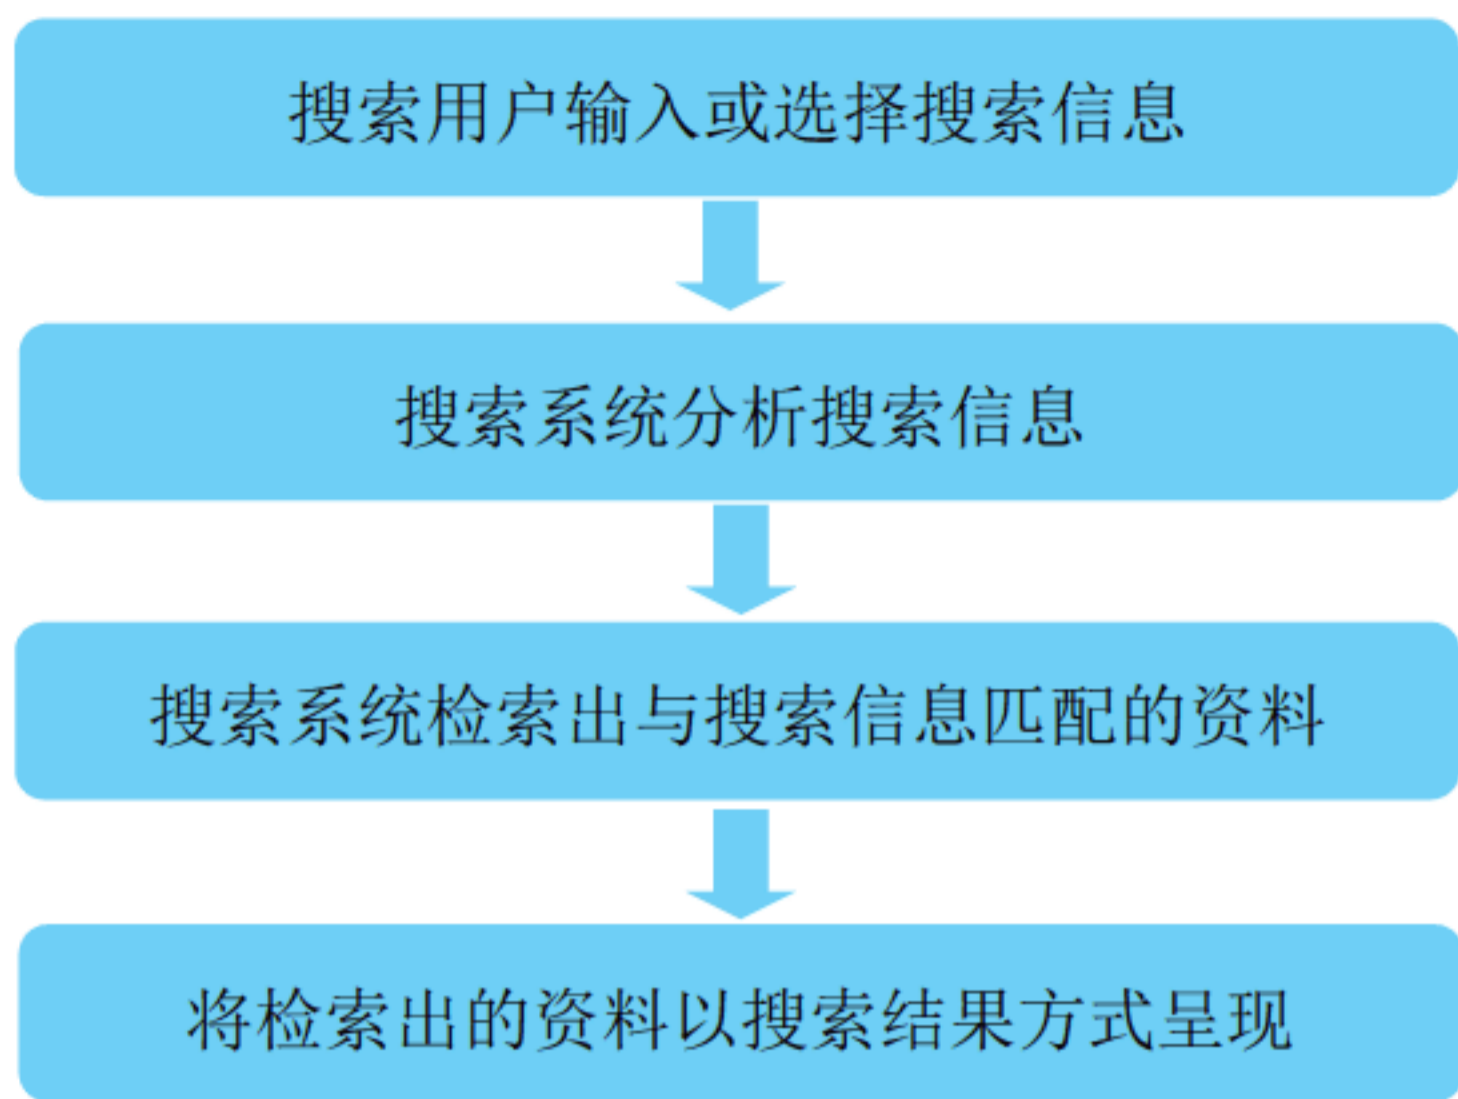 搜索用户输入或选择搜索信息
搜索系统分析搜索信息
搜索系统检索出与搜索信息匹配的资料
将检索出的资料以搜索结果方式呈现